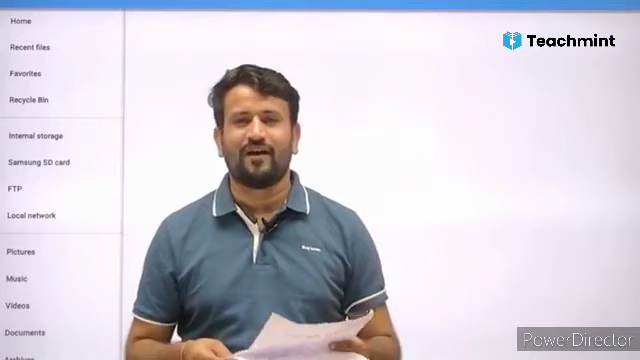 Home
Recent files
Favorites
Recycle Bin
Internal storage
Samsung SD card
FTP
Local network
Pictures
Music
Videos
Documents
Archives
Teachmint
PowerDirector